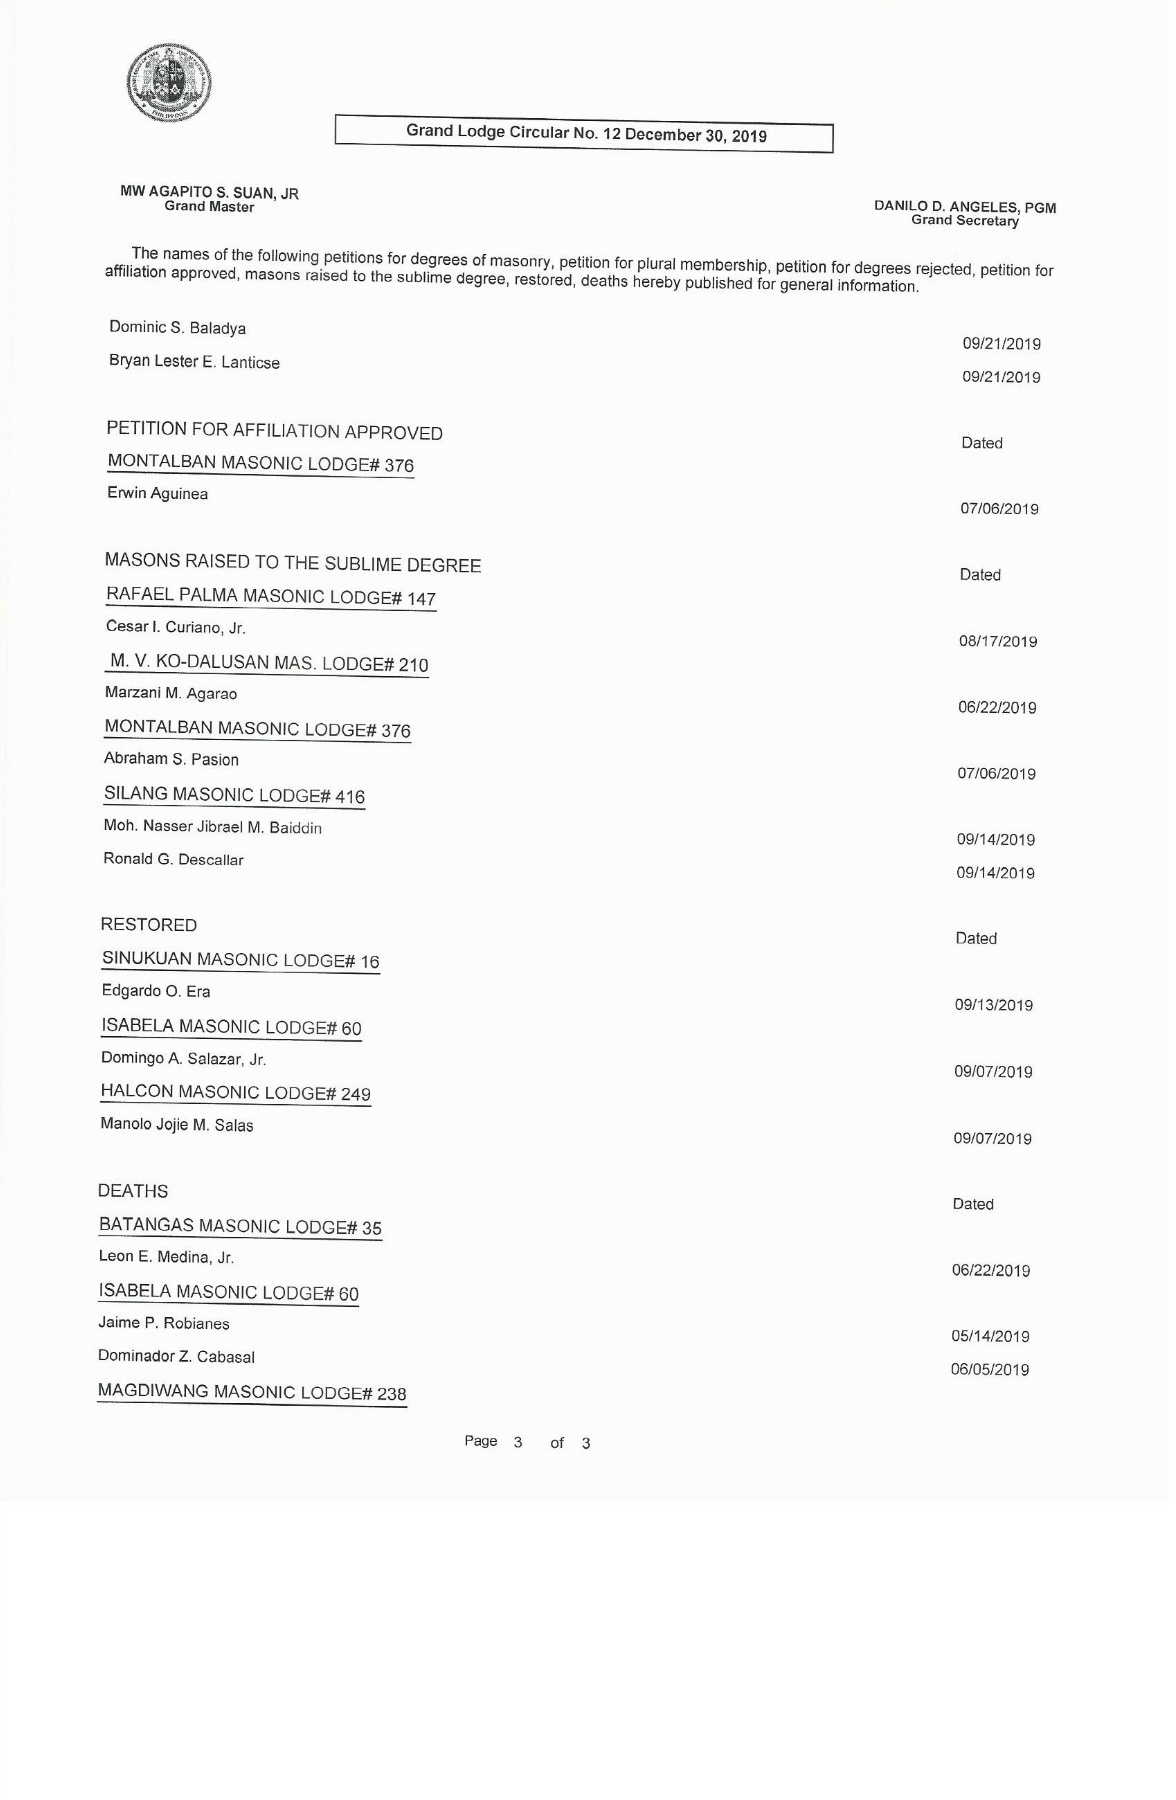 PHILIPPINES
Grand Lodge Circular No. 12 December 30, 2019
MW AGAPITO S. SUAN, JR
Grand Master
DANILO D. ANGELES, PGM
Grand Secretary
The names of the following petitions for degrees of masonry, petition for plural membership, petition for degrees rejected, petition for
affiliation approved, masons raised to the sublime degree, restored, deaths hereby published for general information.
Dominic S. Baladya 09/21/2019
Bryan Lester E. Lanticse 09/21/2019
PETITION FOR AFFILIATION APPROVED Dated
MONTALBAN MASONIC LODGE# 376
Erwin Aguinea 07/06/2019
MASONS RAISED TO THE SUBLIME DEGREE Dated
RAFAEL PALMA MASONIC LODGE# 147
Cesar I. Curiano, Jr. 08/17/2019
M. V. KO-DALUSAN MAS. LODGE# 210
Marzani M. Agarao 06/22/2019
MONTALBAN MASONIC LODGE# 376
Abraham S. Pasion 07/06/2019
SILANG MASONIC LODGE# 416
Moh. Nasser Jibrael M. Baiddin 09/14/2019
Ronald G. Descallar 09/14/2019
RESTORED Dated
SINUKUAN MASONIC LODGE# 16
Edgardo O. Era 09/13/2019
ISABELA MASONIC LODGE# 60
Domingo A. Salazar, Jr. 09/07/2019
HALCON MASONIC LODGE# 249
Manolo Jojie M. Salas 09/07/2019
DEATHS Dated
BATANGAS MASONIC LODGE# 35
Leon E. Medina, Jr. 06/22/2019
ISABELA MASONIC LODGE# 60
Jaime P. Robianes 05/14/2019
Dominador Z. Cabasal 06/05/2019
MAGDIWANG MASONIC LODGE# 238
Page 3 of 3